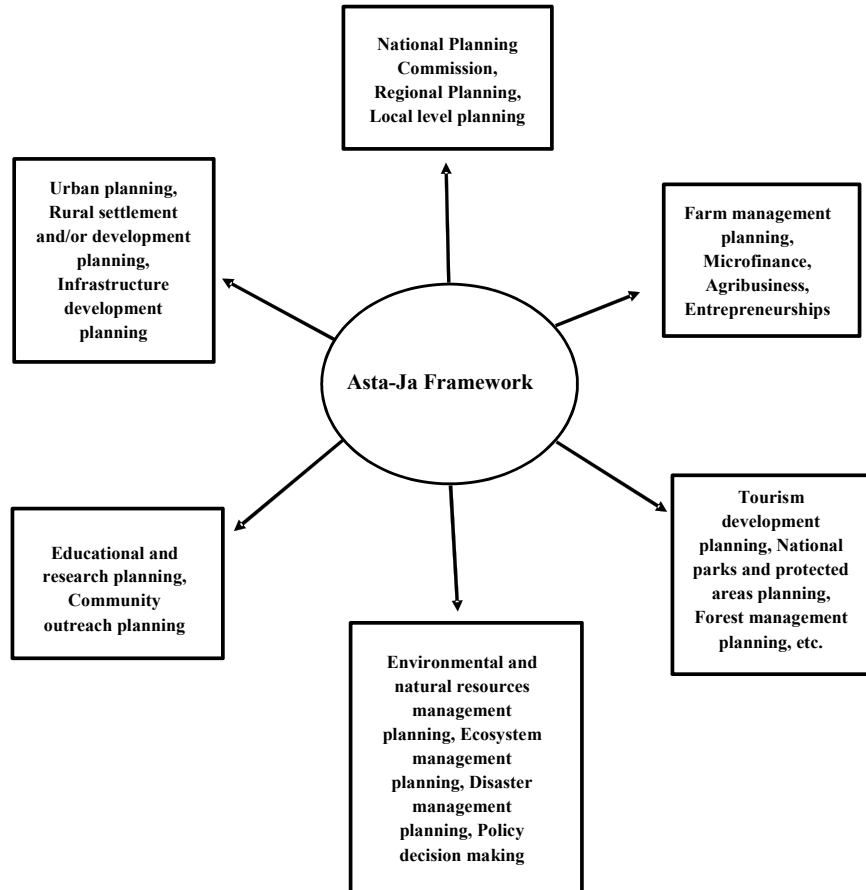 National Planning
Commission,
Regional Planning,
Local level planning
Urban planning,
Rural settlement
and/or development
planning,
Infrastructure
development
planning
Farm management
planning,
Microfinance,
Agribusiness,
Entrepreneurships
Asta-Ja Framework
Educational and
research planning,
Community
outreach planning
Tourism
development
planning, National
parks and protected
areas planning,
Forest management
planning, etc.
Environmental and
natural resources
management
planning, Ecosystem
management
planning, Disaster
management
planning, Policy
decision making